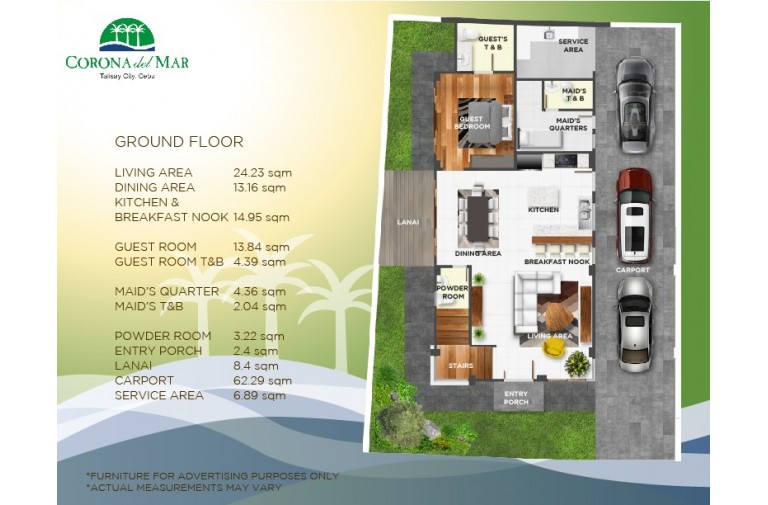 CORONA del MAR
Talisay City, Cebu
GROUND FLOOR
LIVING AREA 24.23 sqm
DINING AREA 13.16 sqm
KITCHEN &
BREAKFAST NOOK 14.95 sqm
GUEST ROOM 13.84 sqm
GUEST ROOM T&B 4.39 sqm
MAID'S QUARTER 4.36 sqm
MAID'S T&B 2.04 sqm
POWDER ROOM 3.22 sqm
ENTRY PORCH 2.4 sqm
LANAI 8.4 sqm
CARPORT 62.29 sqm
SERVICE AREA 6.89 sqm
*FURNITURE FOR ADVERTISING PURPOSES ONLY
*ACTUAL MEASUREMENTS MAY VARY
GUEST'S
T & B
SERVICE
AREA
MAID'S
T & B
GUEST
BEDROOM
MAID'S
QUARTERS
LANAI
KITCHEN
DINING AREA
BREAKFAST NOOK
CARPORT
POWDER
ROOM
LIVING AREA
STAIRS
ENTRY
PORCH